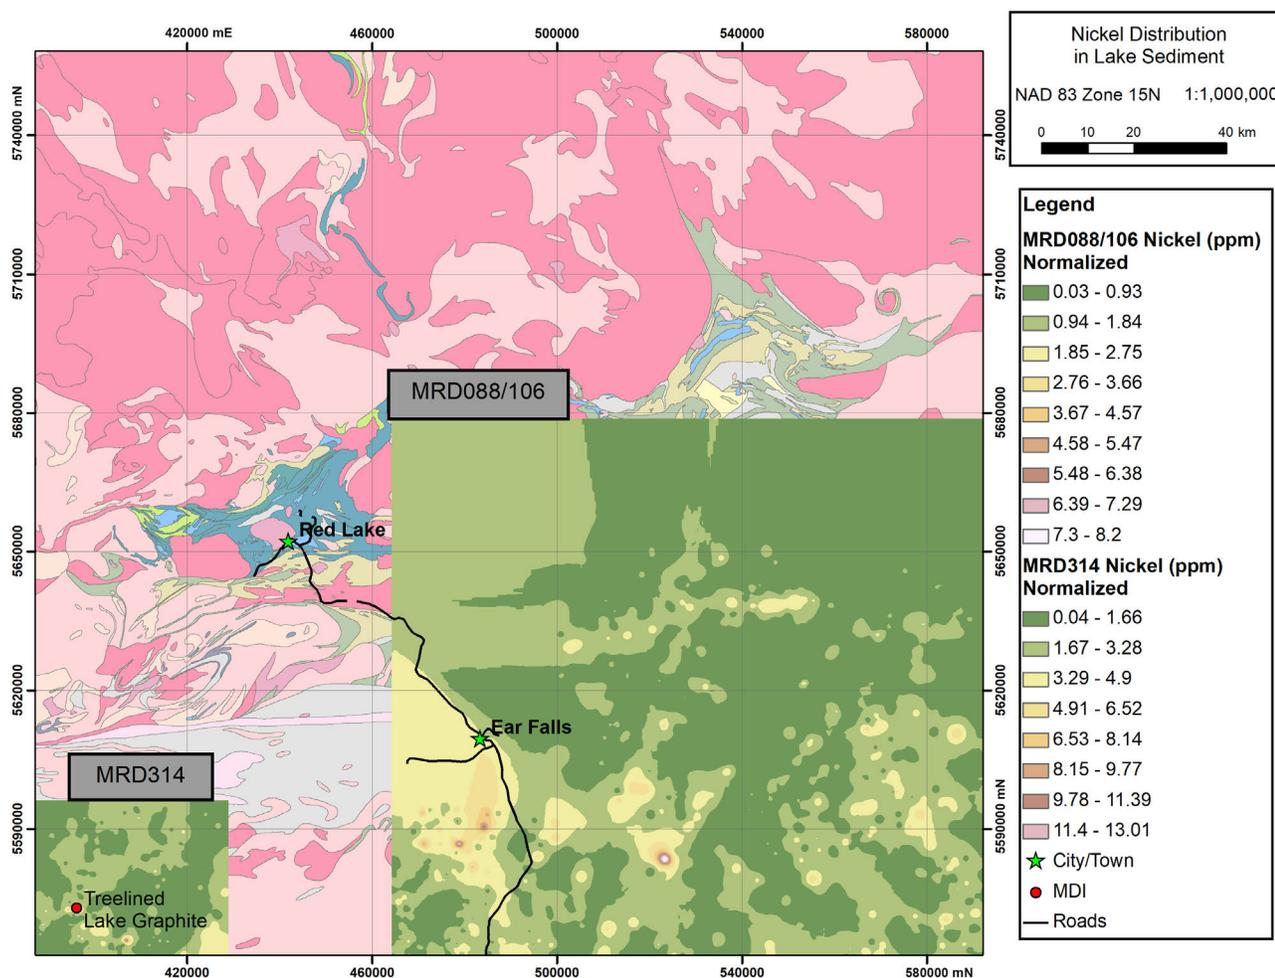 420000 mE
460000
500000
540000
580000
Nickel Distribution
in Lake Sediment
NAD 83 Zone 15N 1:1,000,000
0 10 20 40 km
5740000 mN
5710000
5680000
5650000
5620000
5590000
5740000
5710000
5680000
5650000
5620000
5590000 mN
MRD088/106
Red Lake
Ear Falls
MRD314
Treelined
Lake Graphite
420000
460000
500000
540000
580000 mN
Legend
MRD088/106 Nickel (ppm)
Normalized
0.03 - 0.93
0.94 - 1.84
1.85 - 2.75
2.76 - 3.66
3.67 - 4.57
4.58 - 5.47
5.48 - 6.38
6.39 - 7.29
7.3 - 8.2
MRD314 Nickel (ppm)
Normalized
0.04 - 1.66
1.67 - 3.28
3.29 - 4.9
4.91 - 6.52
6.53 - 8.14
8.15 - 9.77
9.78 - 11.39
11.4 - 13.01
City/Town
MDI
Roads